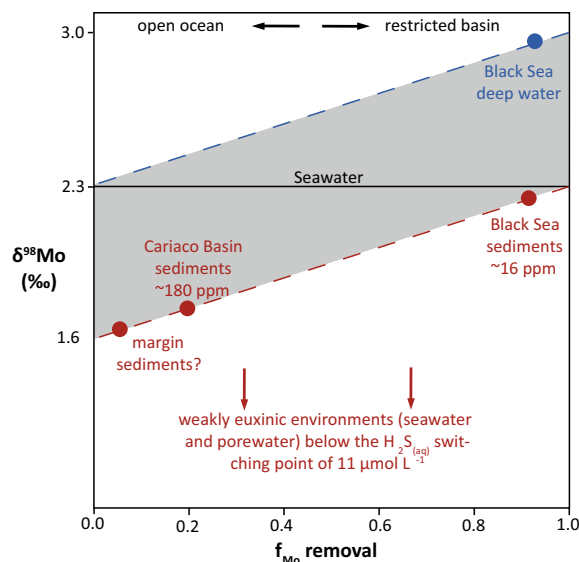 open ocean
restricted basin
3.0
Black Sea
deep water
Seawater
2.3
δ⁹⁸Mo
(‰)
Cariaco Basin
sediments
~180 ppm
Black Sea
sediments
~16 ppm
1.6
margin
sediments?
weakly euxinic environments (seawater
and porewater) below the H₂S₍aq₎ swit-
ching point of 11 μmol L⁻¹
0.0
0.2
0.4
0.6
0.8
1.0
f_Mo removal